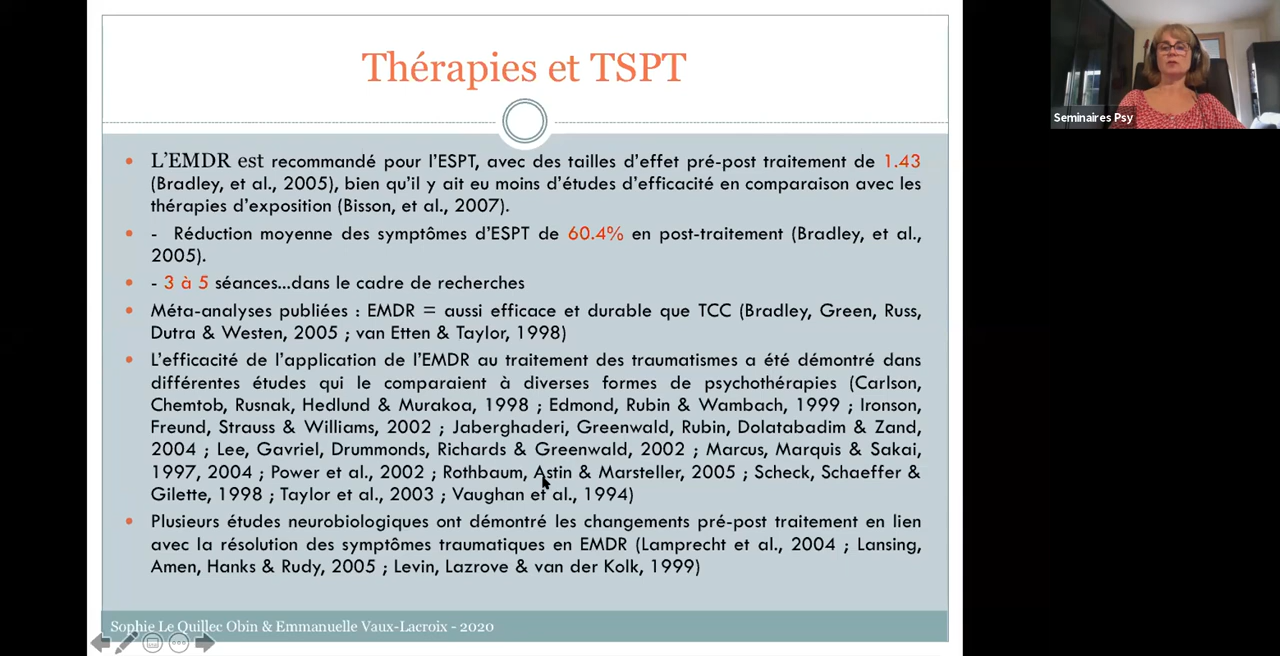 Thérapies et TSPT
Seminaires Psy
• L'EMDR est recommandé pour l'ESPT, avec des tailles d'effet pré-post traitement de 1.43
(Bradley, et al., 2005), bien qu'il y ait eu moins d'études d'efficacité en comparaison avec les
thérapies d'exposition (Bisson, et al., 2007).
• - Réduction moyenne des symptômes d'ESPT de 60.4% en post-traitement (Bradley, et al.,
2005).
• - 3 à 5 séances...dans le cadre de recherches
• Méta-analyses publiées : EMDR = aussi efficace et durable que TCC (Bradley, Green, Russ,
Dutra & Westen, 2005 ; van Etten & Taylor, 1998)
• L'efficacité de l'application de l'EMDR au traitement des traumatismes a été démontré dans
différentes études qui le comparaient à diverses formes de psychothérapies (Carlson,
Chemtob, Rusnak, Hedlund & Murakoa, 1998 ; Edmond, Rubin & Wambach, 1999 ; Ironson,
Freund, Strauss & Williams, 2002 ; Jaberghaderi, Greenwald, Rubin, Dolatabadim & Zand,
2004 ; Lee, Gavriel, Drummonds, Richards & Greenwald, 2002 ; Marcus, Marquis & Sakai,
1997, 2004 ; Power et al., 2002 ; Rothbaum, Astin & Marsteller, 2005 ; Scheck, Schaeffer &
Gilette, 1998 ; Taylor et al., 2003 ; Vaughan et al., 1994)
• Plusieurs études neurobiologiques ont démontré les changements pré-post traitement en lien
avec la résolution des symptômes traumatiques en EMDR (Lamprecht et al., 2004 ; Lansing,
Amen, Hanks & Rudy, 2005 ; Levin, Lazrove & van der Kolk, 1999)
Sophie Le Quillec Obin & Emmanuelle Vaux-Lacroix - 2020